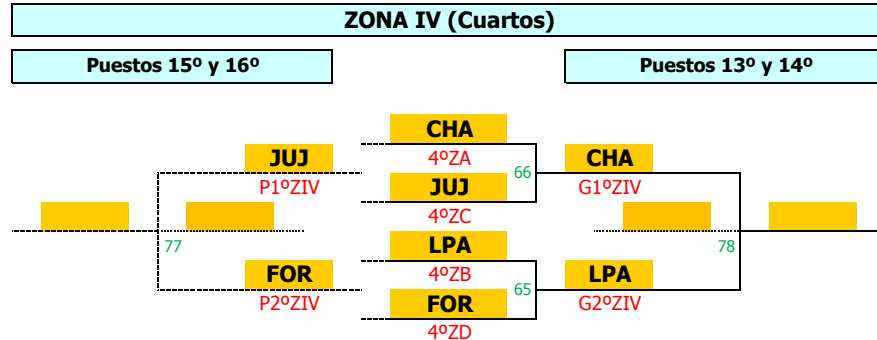 ZONA IV (Cuartos)
Puestos 15º y 16º
Puestos 13º y 14º
CHA
JUJ
4ºZA
66
CHA
P1ºZIV
JUJ
G1ºZIV
4ºZC
77
LPA
78
4ºZB
FOR
65
LPA
P2ºZIV
FOR
G2ºZIV
4ºZD